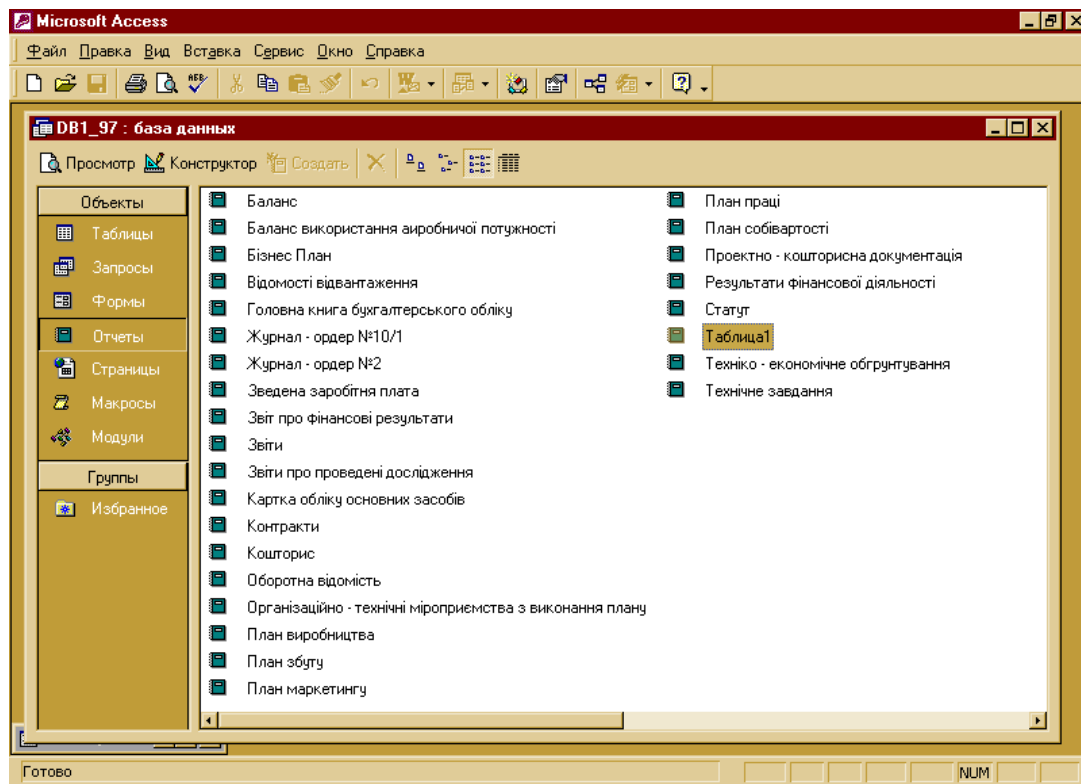 Microsoft Access
Файл Правка Вид Вставка Сервис Окно Справка
DB1_97 : база данных
Просмотр Конструктор Создать
Объекты
Таблицы
Запросы
Формы
Отчеты
Страницы
Макросы
Модули
Группы
Избранное
Баланс
Баланс використання аиробничої потужності
Бізнес План
Відомості відвантаження
Головна книга бухгалтерського обліку
Журнал - ордер №10/1
Журнал - ордер №2
Зведена заробітня плата
Звіт про фінансові результати
Звіти
Звіти про проведені дослідження
Картка обліку основних засобів
Контракти
Кошторис
Оборотна відомість
Організаційно - технічні міроприємства з виконання плану
План виробництва
План збуту
План маркетингу
План праці
План собівартості
Проектно - кошторисна документація
Результати фінансової діяльності
Статут
Таблица1
Техніко - економічне обгрунтування
Технічне завдання
Готово
NUM